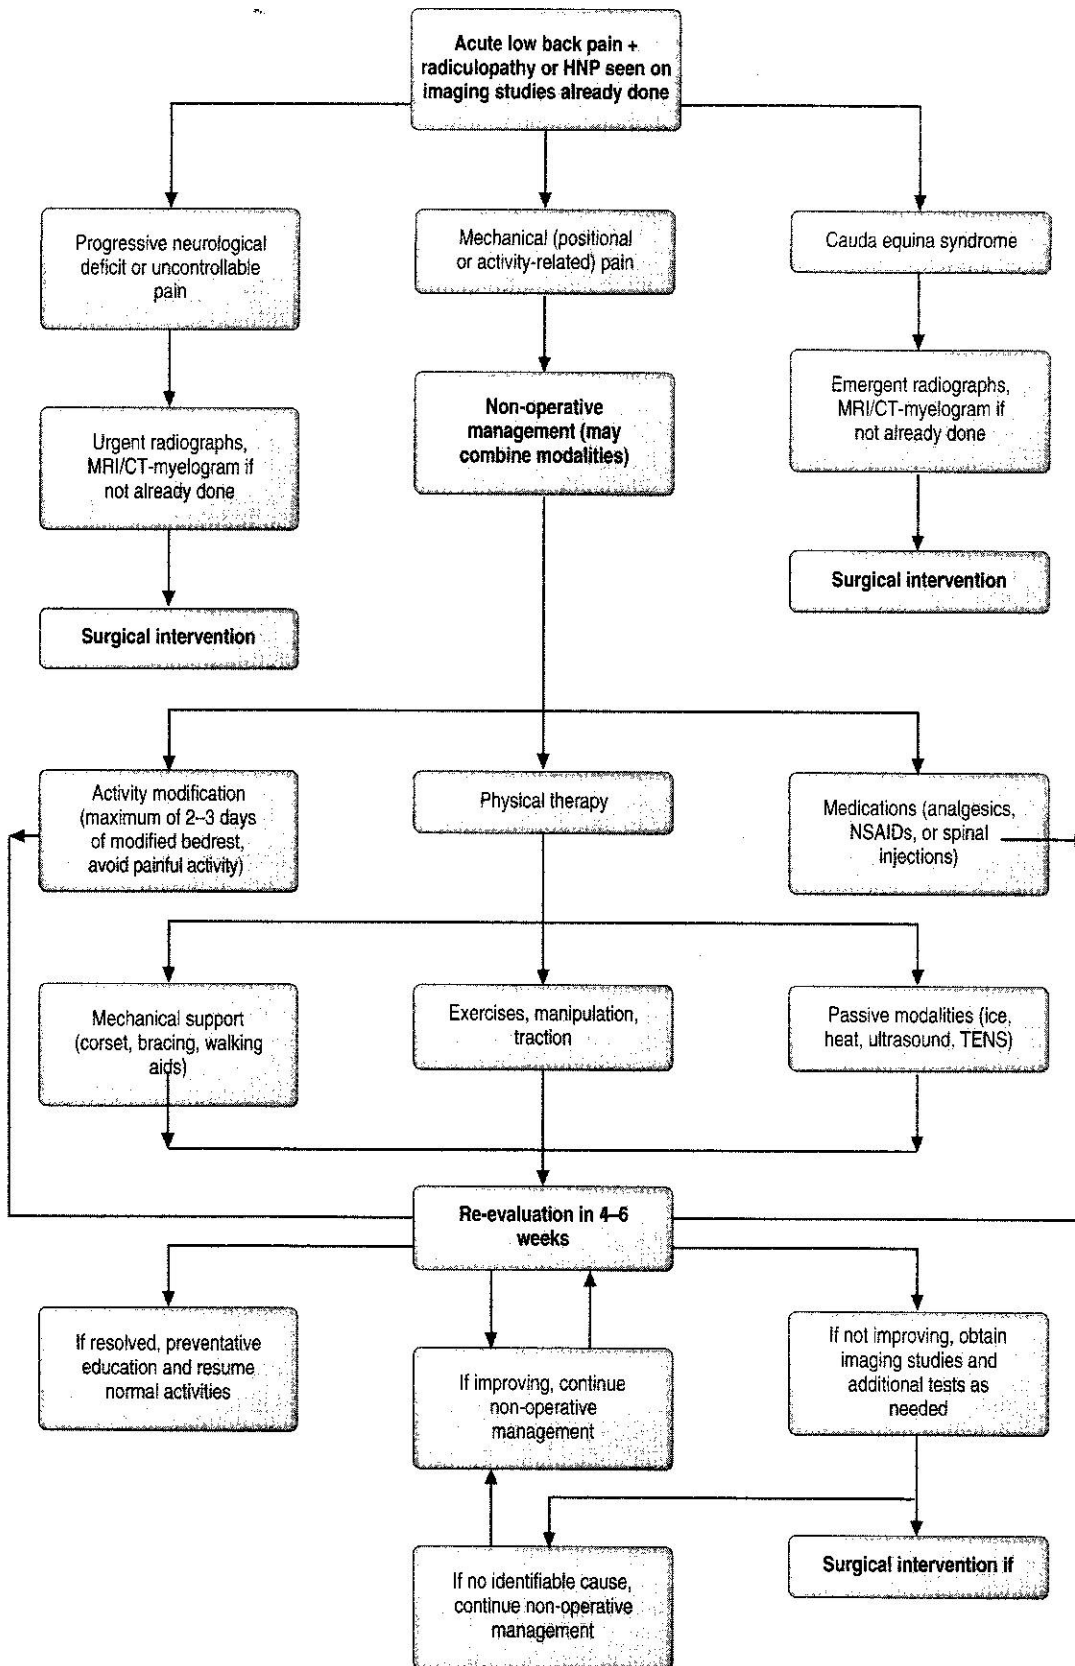 Acute low back pain +
radiculopathy or HNP seen on
imaging studies already done
Progressive neurological
deficit or uncontrollable
pain
Mechanical (positional
or activity-related) pain
Cauda equina syndrome
Urgent radiographs,
MRI/CT-myelogram if
not already done
Non-operative
management (may
combine modalities)
Emergent radiographs,
MRI/CT-myelogram if
not already done
Surgical intervention
Surgical intervention
Activity modification
(maximum of 2–3 days
of modified bedrest,
avoid painful activity)
Physical therapy
Medications (analgesics,
NSAIDs, or spinal
injections)
Mechanical support
(corset, bracing, walking
aids)
Exercises, manipulation,
traction
Passive modalities (ice,
heat, ultrasound, TENS)
Re-evaluation in 4–6
weeks
If resolved, preventative
education and resume
normal activities
If improving, continue
non-operative
management
If not improving, obtain
imaging studies and
additional tests as
needed
If no identifiable cause,
continue non-operative
management
Surgical intervention if